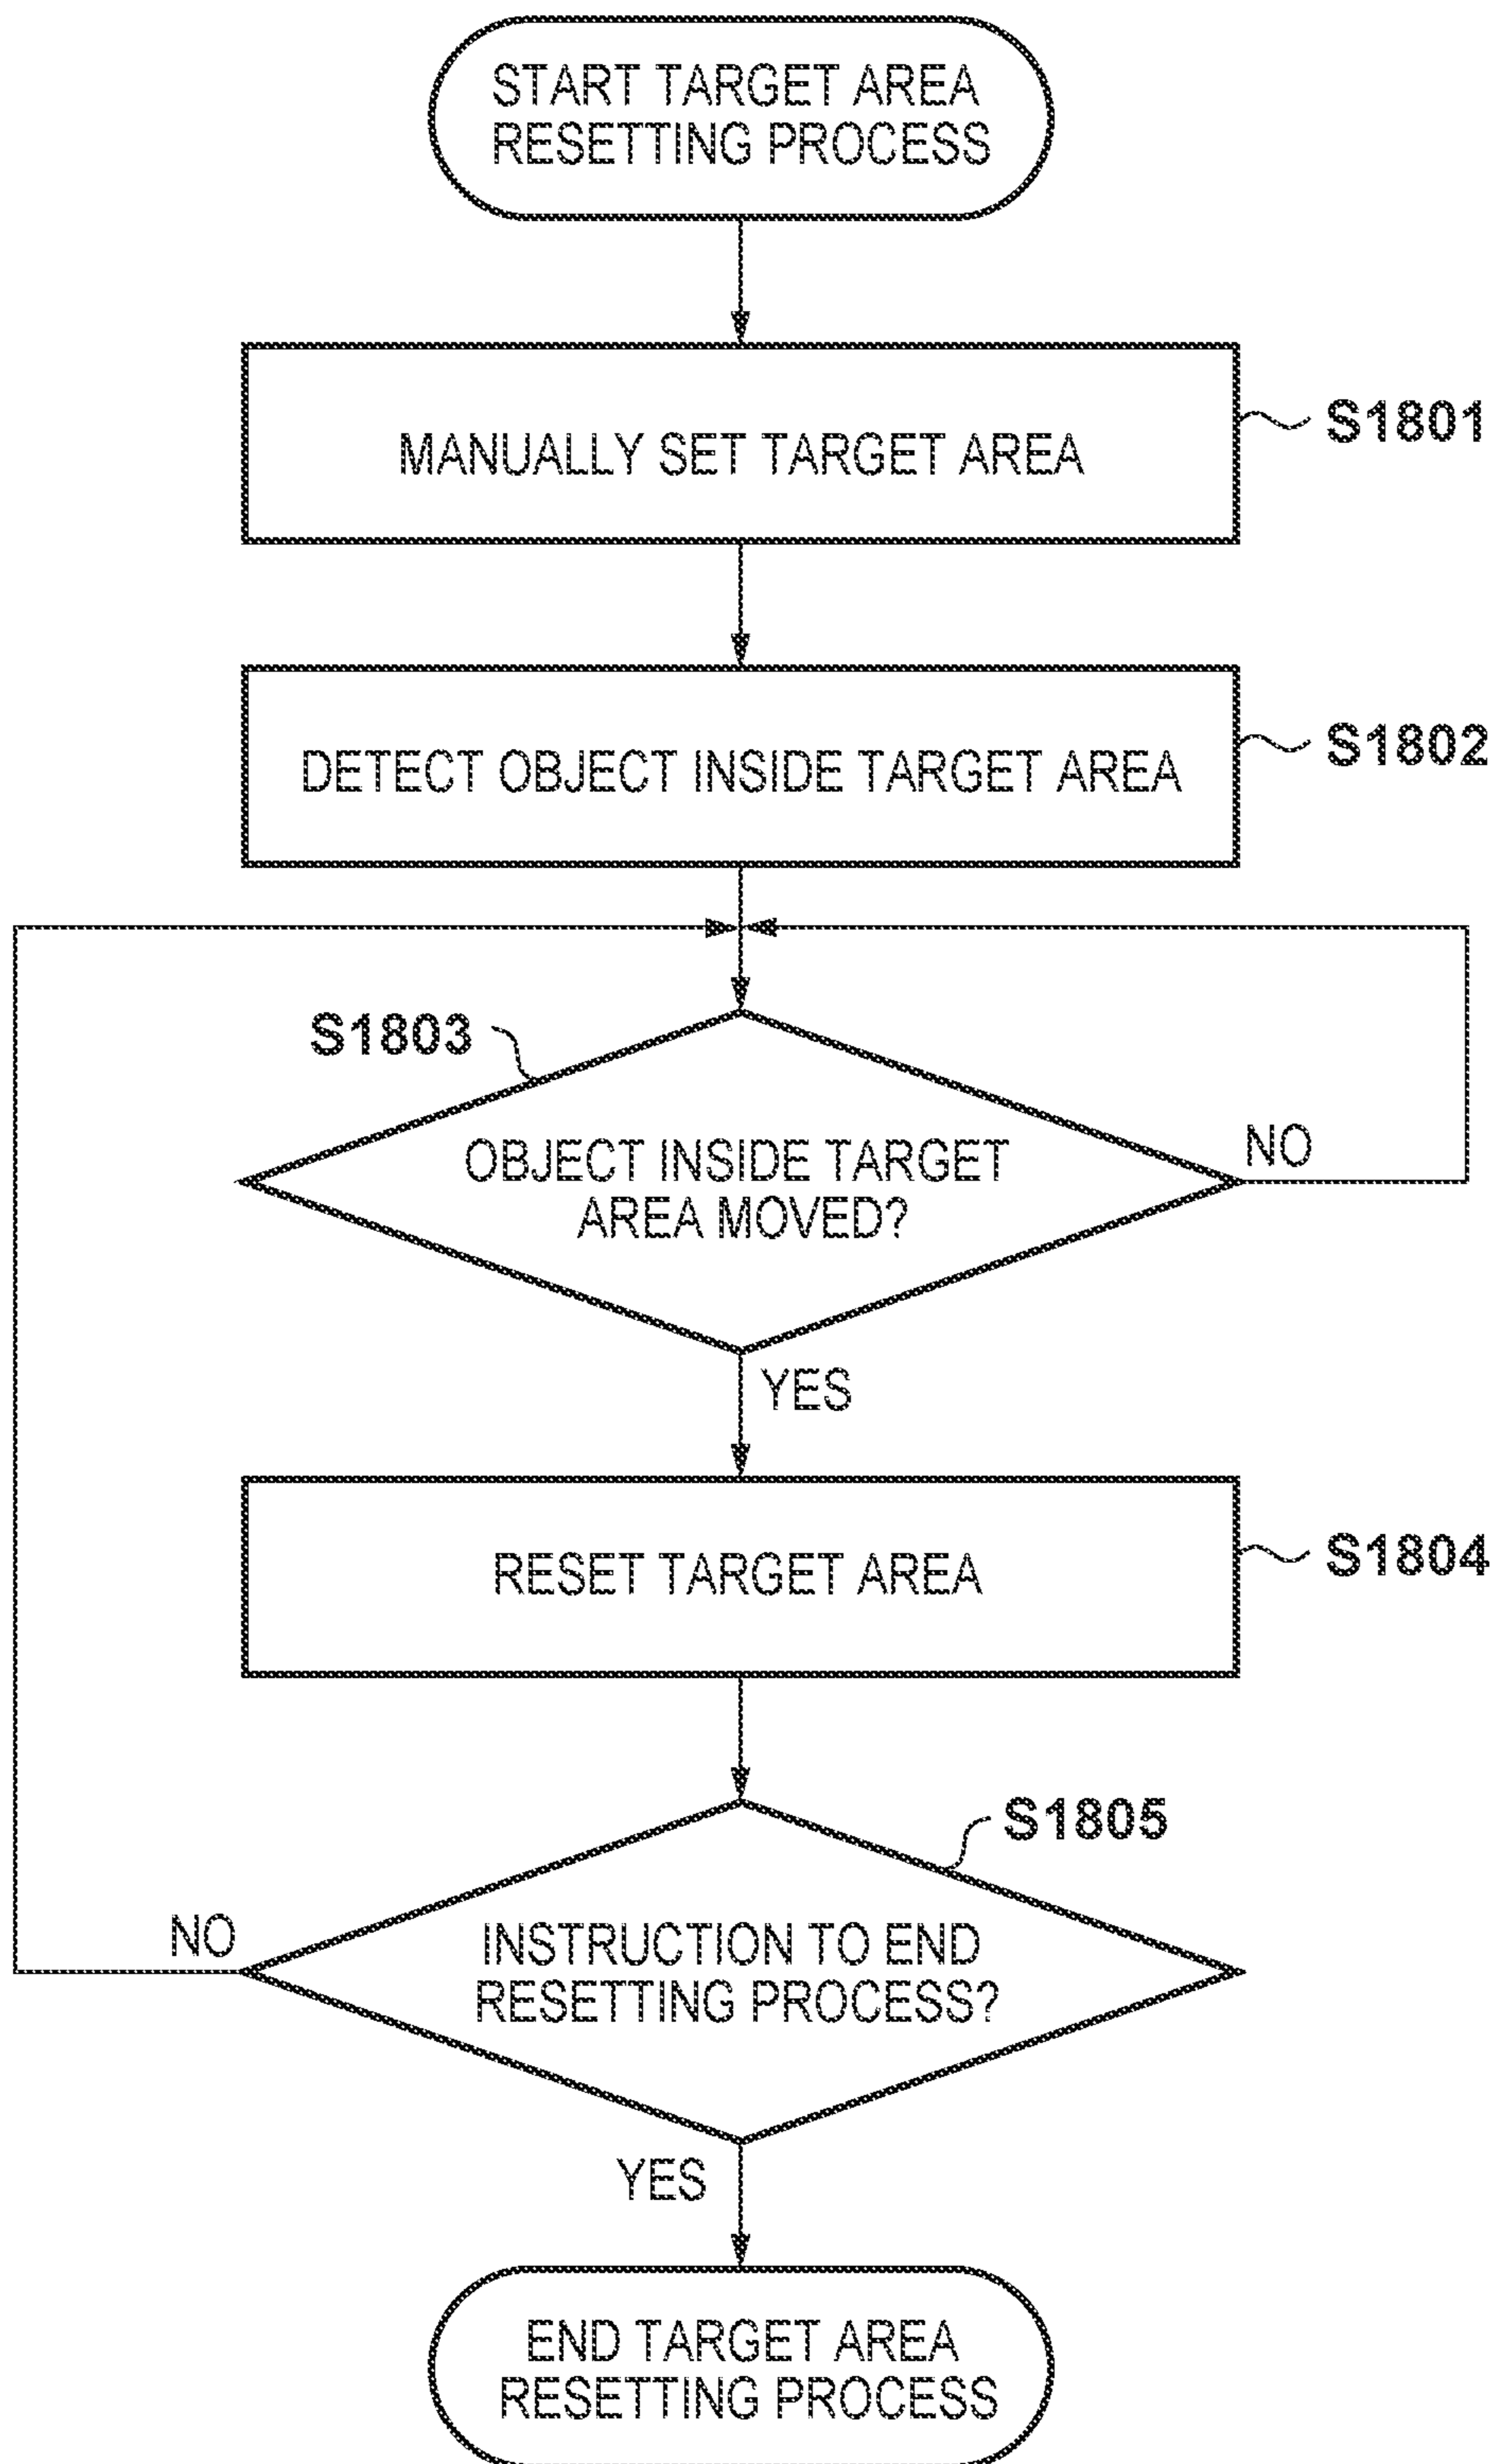 START TARGET AREA
RESETTING PROCESS
MANUALLY SET TARGET AREA
S1801
DETECT OBJECT INSIDE TARGET AREA
S1802
S1803
OBJECT INSIDE TARGET
AREA MOVED?
NO
YES
RESET TARGET AREA
S1804
S1805
INSTRUCTION TO END
RESETTING PROCESS?
NO
YES
END TARGET AREA
RESETTING PROCESS